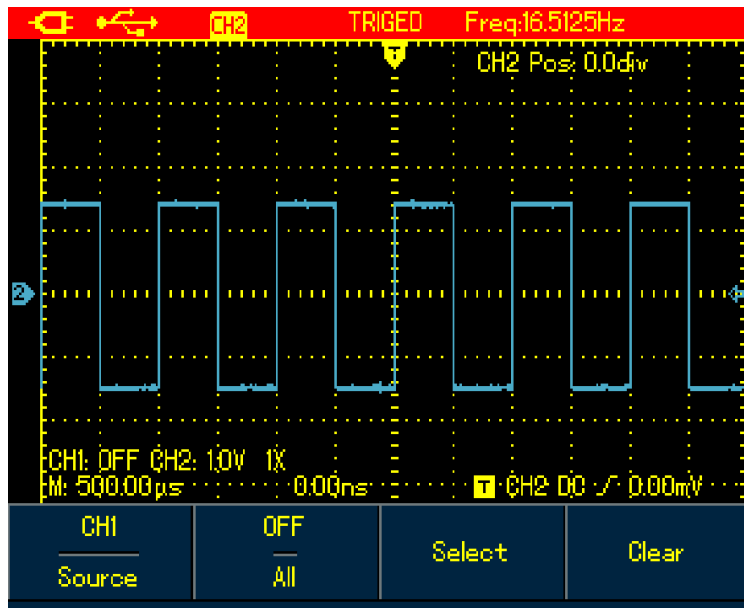 CH2 TRIGED Freq:16.5125Hz
T
CH2 Pos: 0.0div
2
CH1: OFF CH2: 1.0V 1X
M: 500.00µs 0.00ns T CH2 DC 0.00mV
CH1 OFF Select Clear
Source All